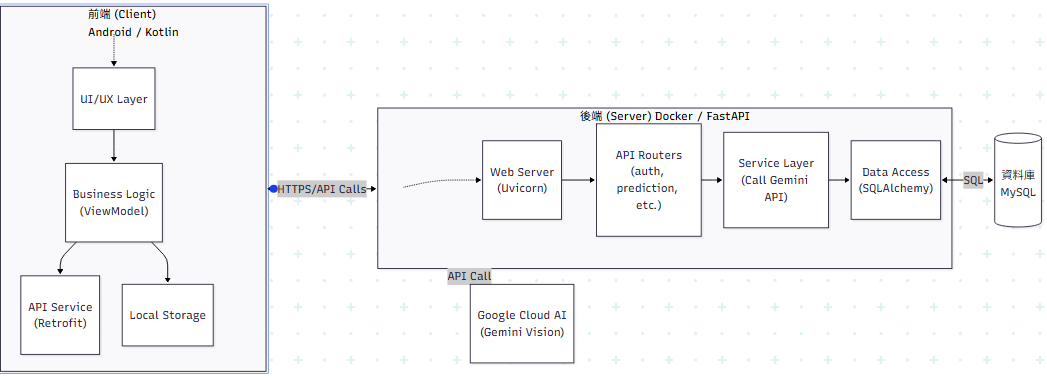 前端 (Client)
Android / Kotlin
UI/UX Layer
Business Logic
(ViewModel)
API Service
(Retrofit)
Local Storage
HTTPS/API Calls
後端 (Server) Docker / FastAPI
Web Server
(Uvicorn)
API Routers
(auth,
prediction,
etc.)
Service Layer
(Call Gemini
API)
Data Access
(SQLAlchemy)
SQL
資料庫
MySQL
API Call
Google Cloud AI
(Gemini Vision)